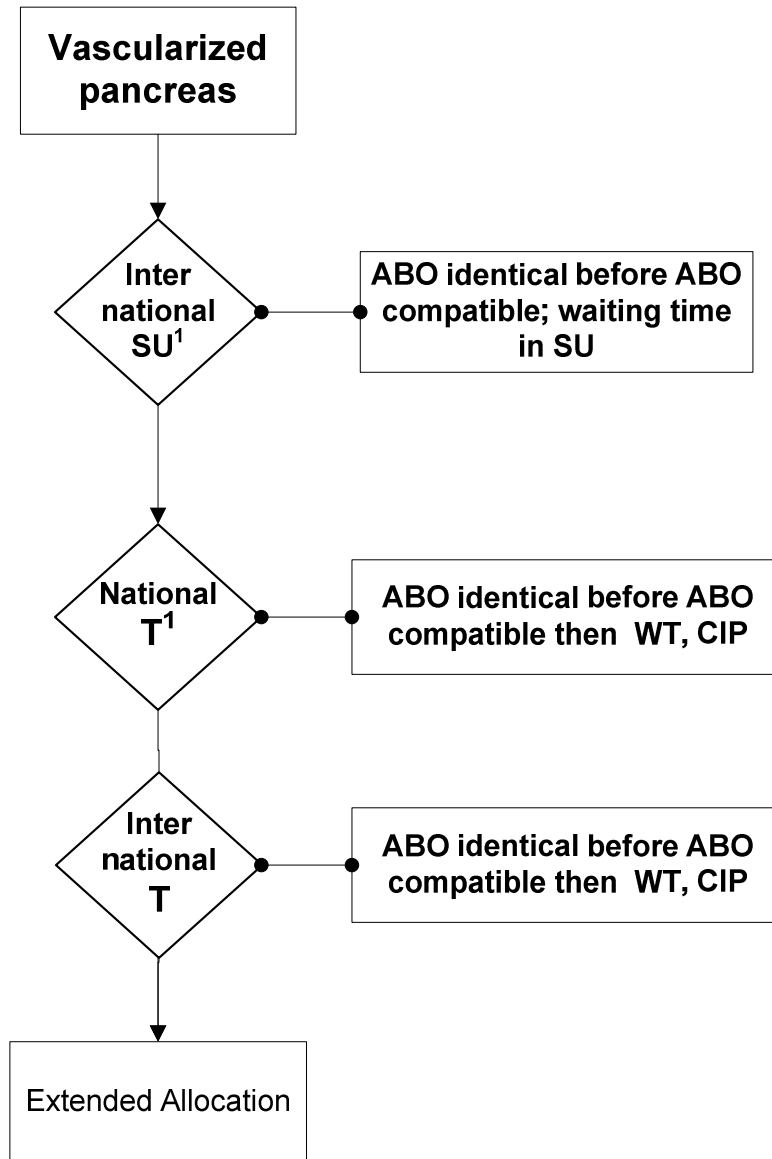 Vascularized
pancreas
Inter
national
SU¹
ABO identical before ABO
compatible; waiting time
in SU
National
T¹
ABO identical before ABO
compatible then WT, CIP
Inter
national
T
ABO identical before ABO
compatible then WT, CIP
Extended Allocation